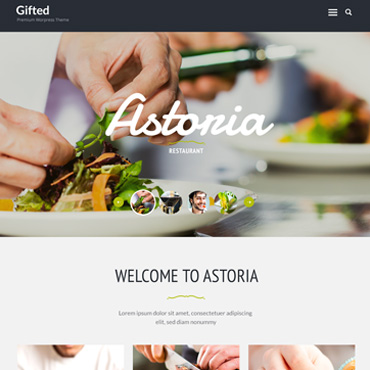 Gifted
Premium Wordpress Theme
Astoria
RESTAURANT
WELCOME TO ASTORIA
Lorem ipsum dolor sit amet, consectetuer adipiscing
elit, sed diam nonummy